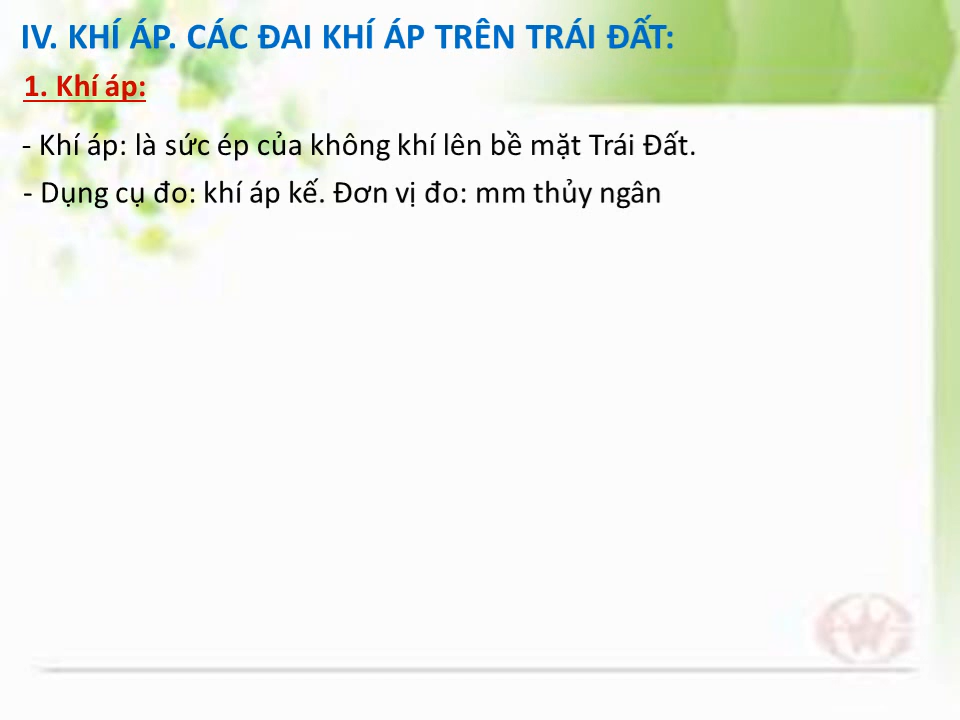 IV. KHÍ ÁP. CÁC ĐAI KHÍ ÁP TRÊN TRÁI ĐẤT:
1. Khí áp:
- Khí áp: là sức ép của không khí lên bề mặt Trái Đất.
- Dụng cụ đo: khí áp kế. Đơn vị đo: mm thủy ngân